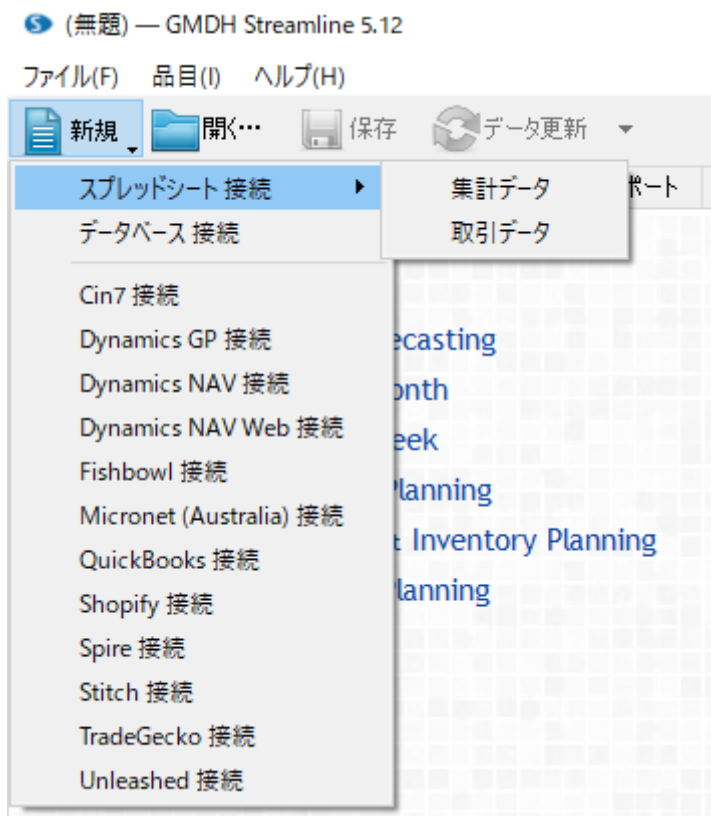 (無題) — GMDH Streamline 5.12
ファイル(F) 品目(I) ヘルプ(H)
新規 開く… 保存 データ更新
スプレッドシート 接続
集計データ
取引データ
ポート
データベース 接続
Cin7 接続
Dynamics GP 接続
ecasting
Dynamics NAV 接続
onth
Dynamics NAV Web 接続
eek
Fishbowl 接続
Planning
Micronet (Australia) 接続
Inventory Planning
QuickBooks 接続
Shopify 接続
lanning
Spire 接続
Stitch 接続
TradeGecko 接続
Unleashed 接続